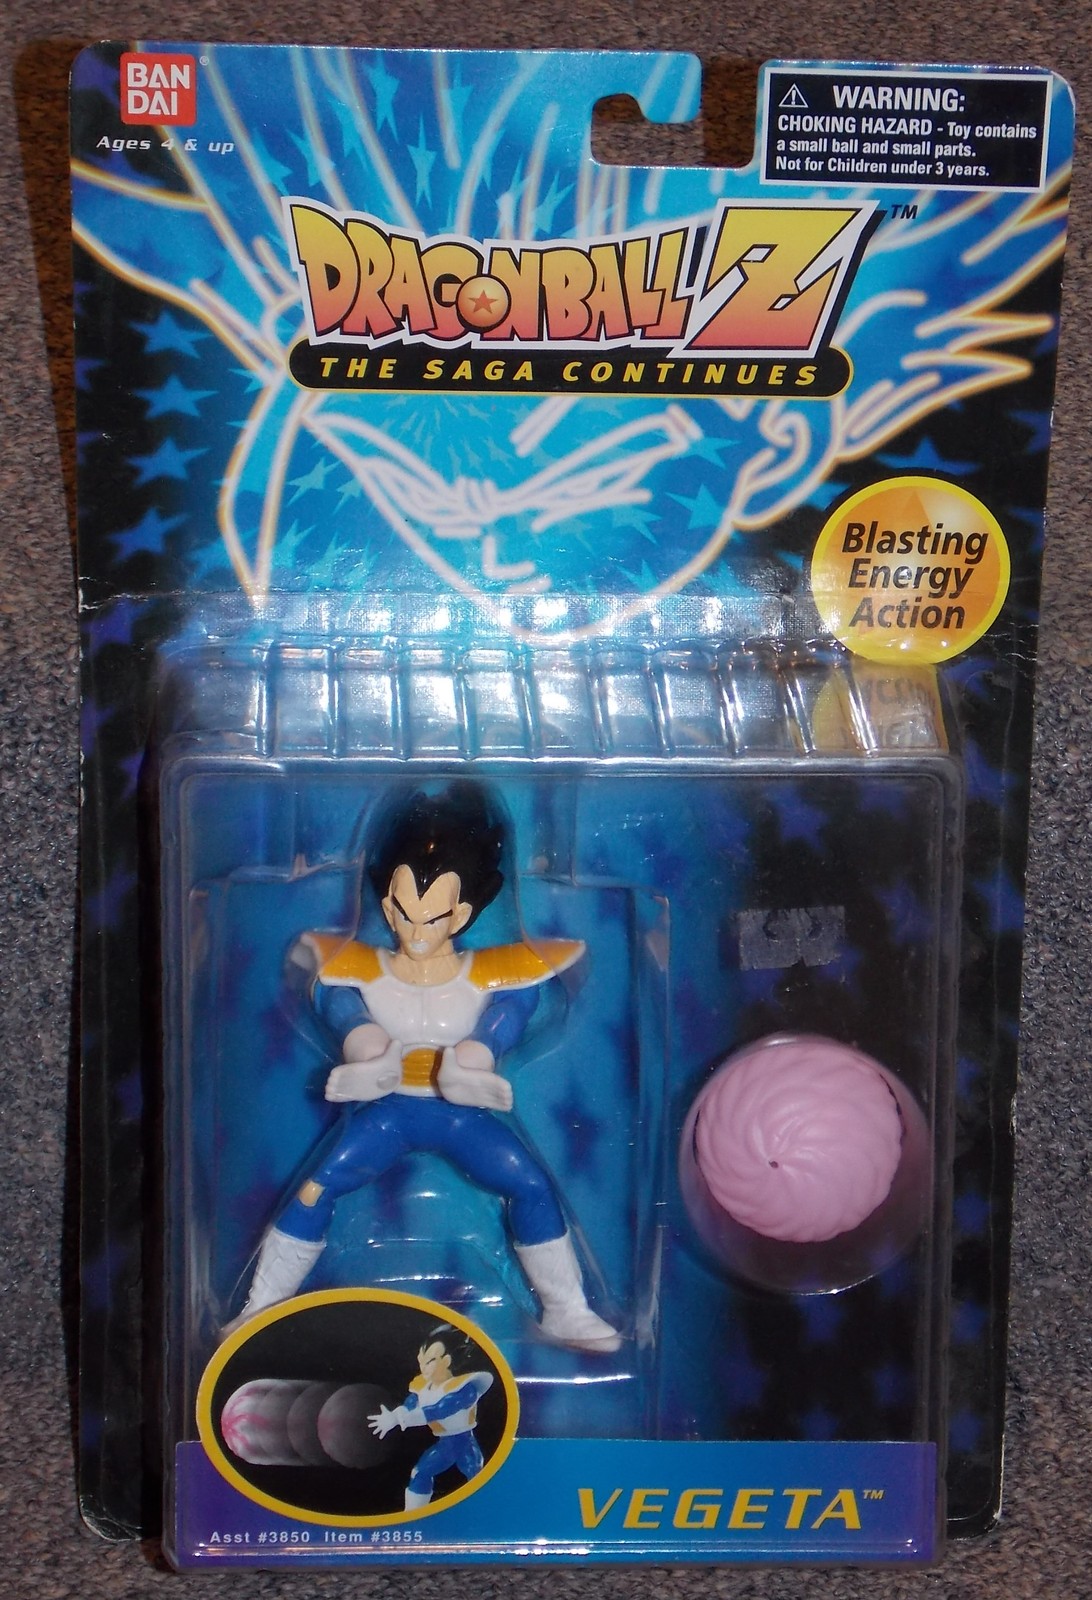 BAN
DAI
®
Ages 4 & up
WARNING:
CHOKING HAZARD - Toy contains
a small ball and small parts.
Not for Children under 3 years.
DRAGONBALL Z™
THE SAGA CONTINUES
Blasting
Energy
Action
VEGETA™
Asst #3850 Item #3855